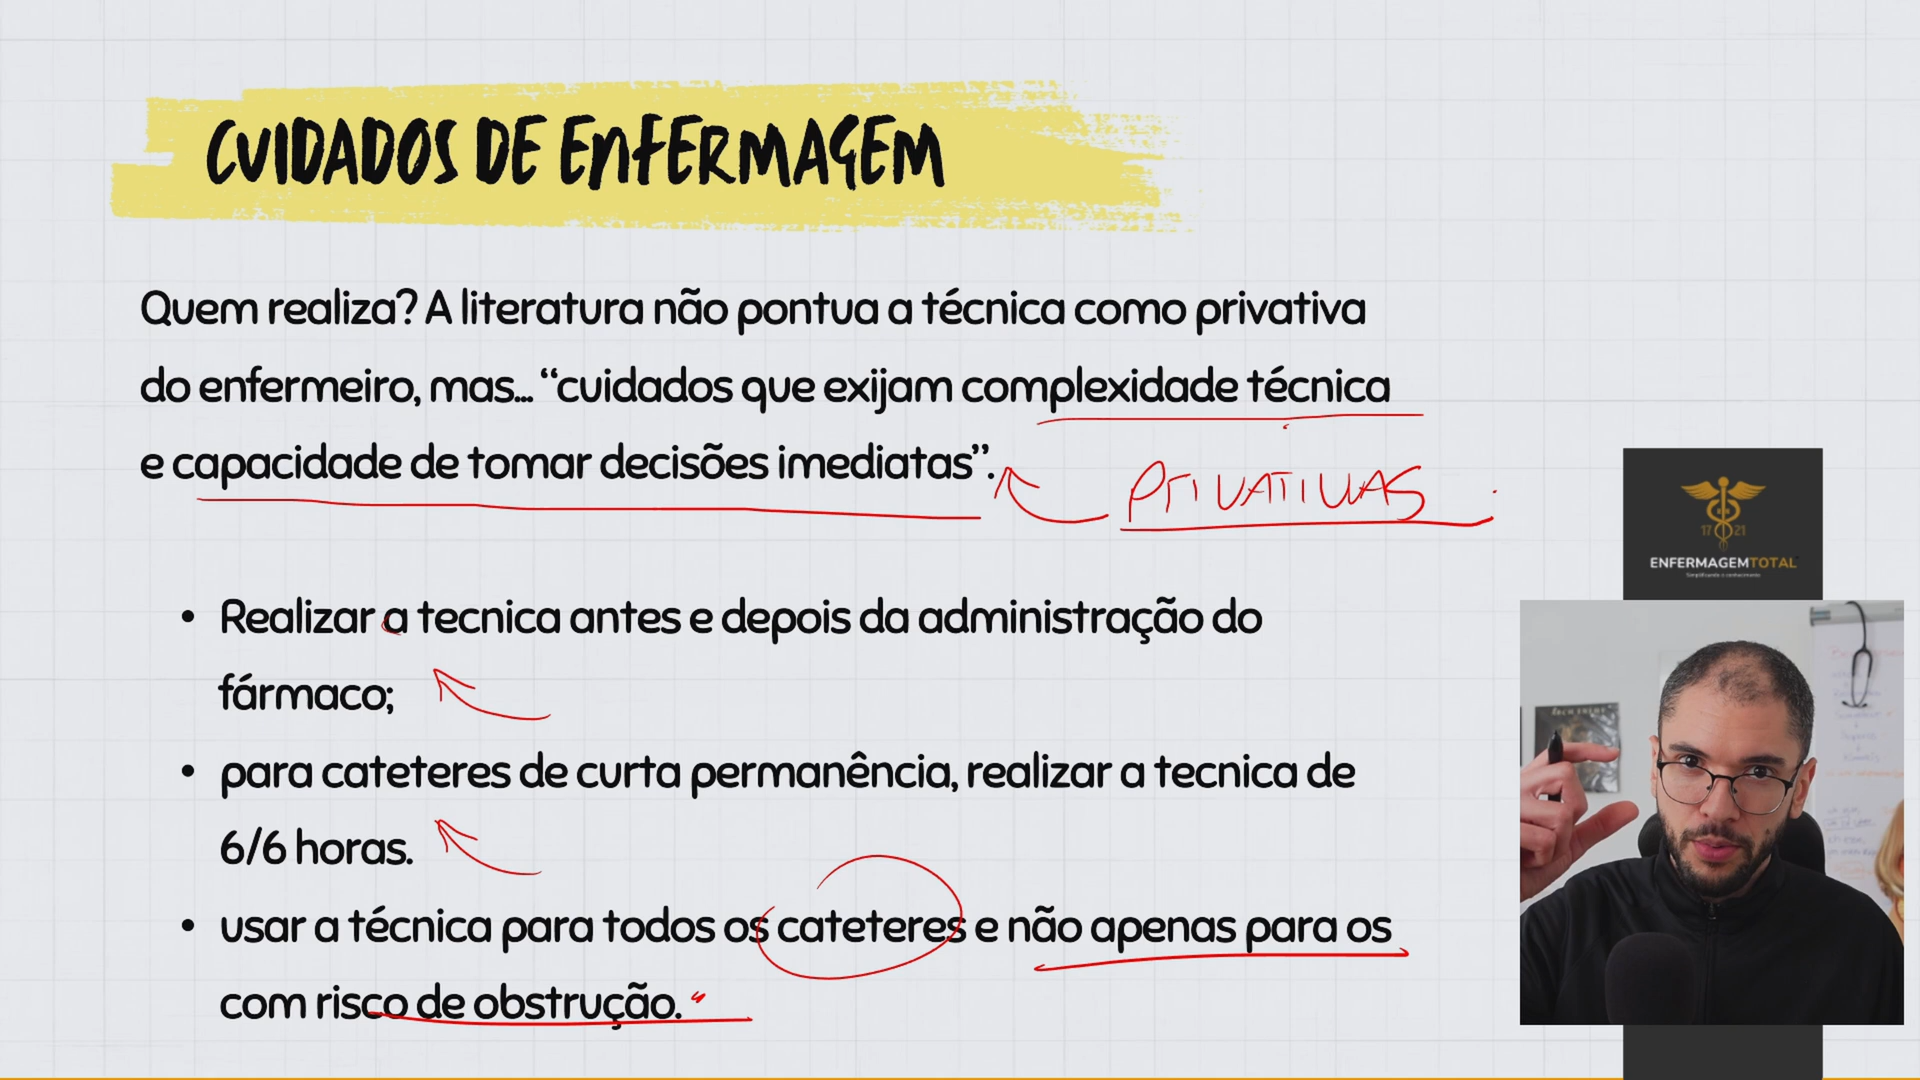 CUIDADOS DE ENFERMAGEM
Quem realiza? A literatura não pontua a técnica como privativa
do enfermeiro, mas... “cuidados que exijam complexidade técnica
e capacidade de tomar decisões imediatas”.
PRIVATIVAS
• Realizar a tecnica antes e depois da administração do
fármaco;
• para cateteres de curta permanência, realizar a tecnica de
6/6 horas.
• usar a técnica para todos os cateteres e não apenas para os
com risco de obstrução.
17 21
ENFERMAGEMTOTAL